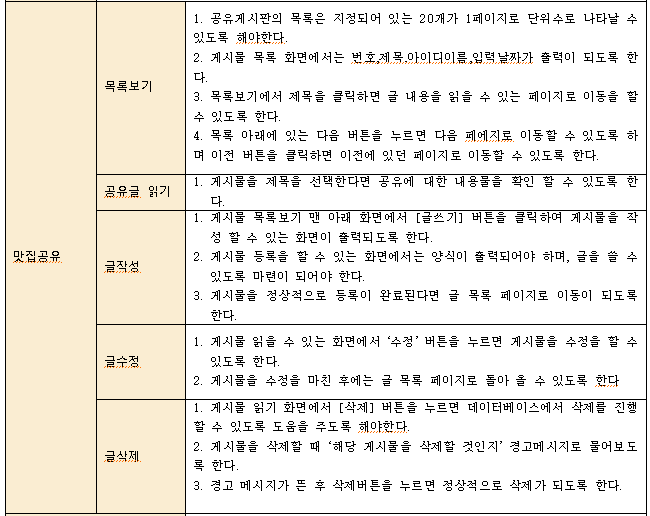 맛집공유
목록보기
1. 공유게시판의 목록은 지정되어 있는 20개가 1페이지로 단위수로 나타날 수
있도록 해야한다.
2. 게시물 목록 화면에서는 번호,제목,아이디이름,입력날짜가 출력이 되도록 한
다.
3. 목록보기에서 제목을 클릭하면 글 내용을 읽을 수 있는 페이지로 이동을 할
수 있도록 한다.
4. 목록 아래에 있는 다음 버튼을 누르면 다음 페에지로 이동할 수 있도록 하
며 이전 버튼을 클릭하면 이전에 있던 페이지로 이동할 수 있도록 한다.
공유글 읽기
1. 게시물을 제목을 선택한다면 공유에 대한 내용물을 확인 할 수 있도록 한
다.
글작성
1. 게시물 목록보기 맨 아래 화면에서 [글쓰기] 버튼을 클릭하여 게시물을 작
성 할 수 있는 화면이 출력되도록 한다.
2. 게시물 등록을 할 수 있는 화면에서는 양식이 출력되어야 하며, 글을 쓸 수
있도록 마련이 되어야 한다.
3. 게시물을 정상적으로 등록이 완료된다면 글 목록 페이지로 이동이 되도록
한다.
글수정
1. 게시물 읽을 수 있는 화면에서 ‘수정’ 버튼을 누르면 게시물을 수정을 할 수
있도록 한다.
2. 게시물을 수정을 마친 후에는 글 목록 페이지로 돌아 올 수 있도록 한다
글삭제
1. 게시물 읽기 화면에서 [삭제] 버튼을 누르면 데이터베이스에서 삭제를 진행
할 수 있도록 도움을 주도록 해야한다.
2. 게시물을 삭제할 때 ‘해당 게시물을 삭제할 것인지’ 경고메시지로 물어보도
록 한다.
3. 경고 메시지가 뜬 후 삭제버튼을 누르면 정상적으로 삭제가 되도록 한다.